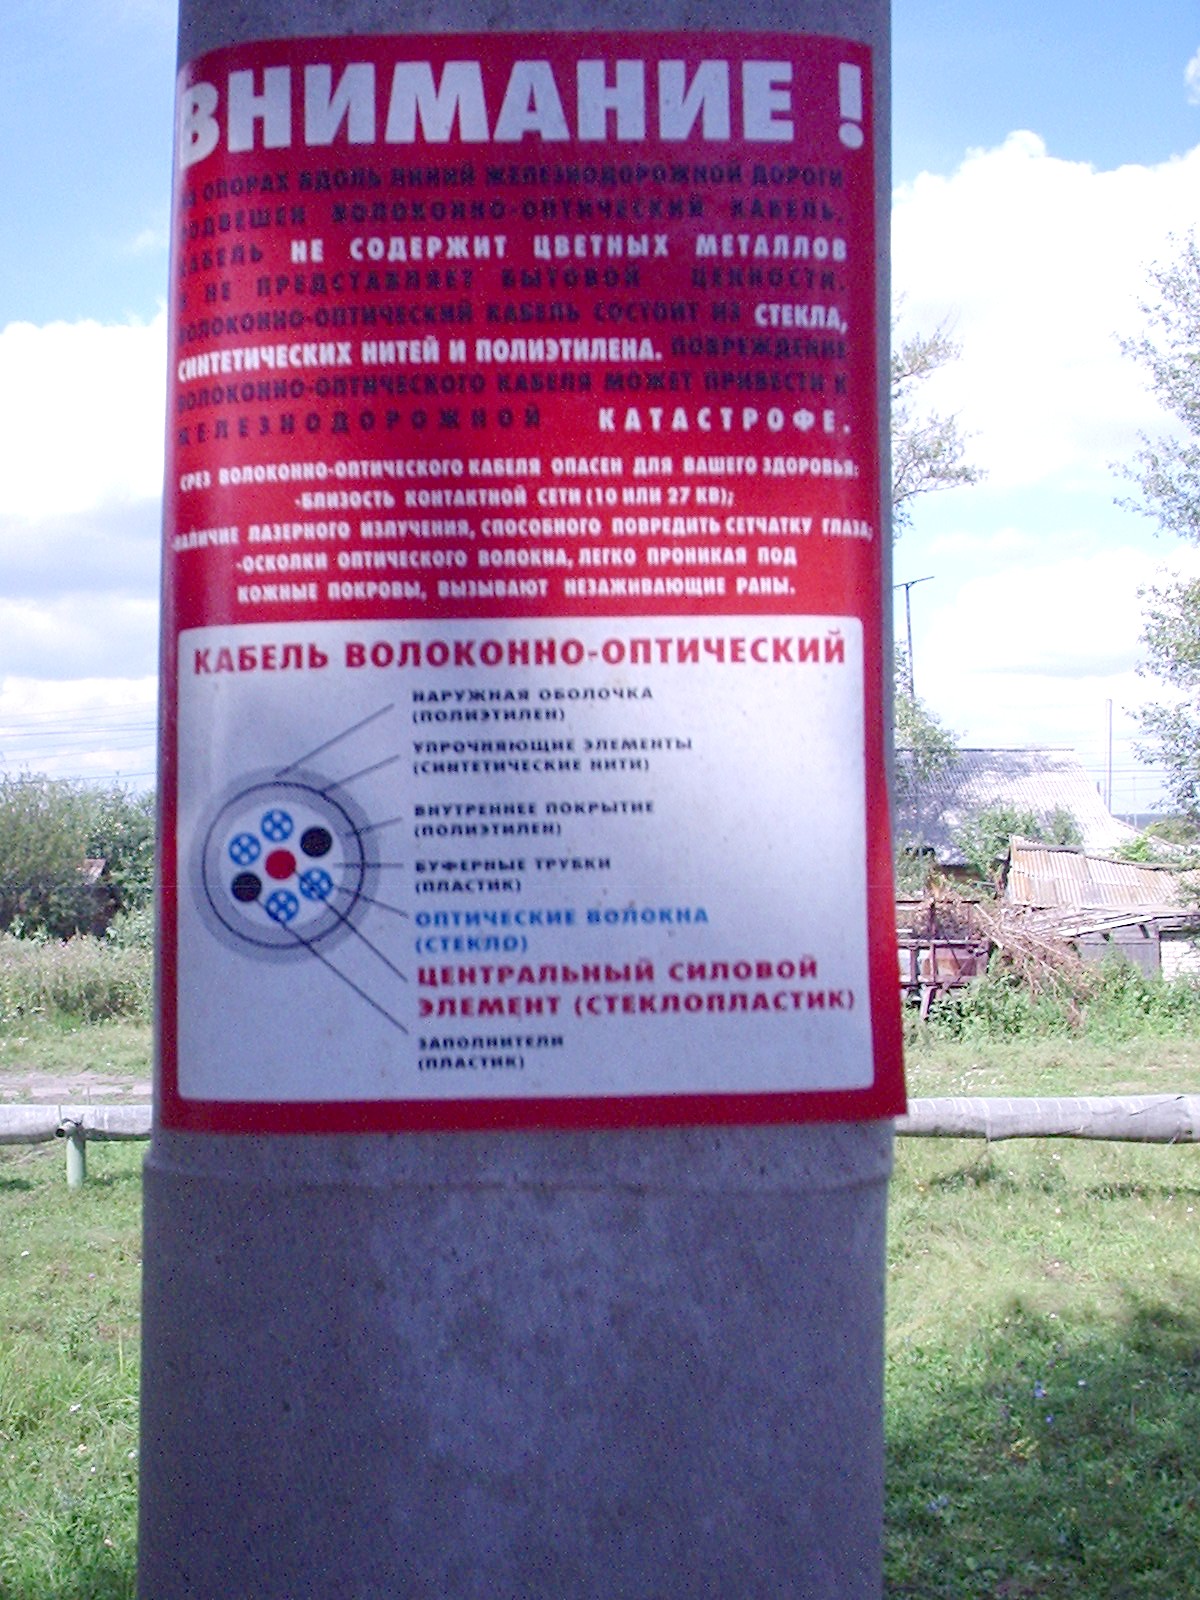 ВНИМАНИЕ !
НА ОПОРАХ ВДОЛЬ ЛИНИЙ ЖЕЛЕЗНОДОРОЖНОЙ ДОРОГИ
ПОДВЕШЕН ВОЛОКОННО-ОПТИЧЕСКИЙ КАБЕЛЬ.
КАБЕЛЬ НЕ СОДЕРЖИТ ЦВЕТНЫХ МЕТАЛЛОВ
И НЕ ПРЕДСТАВЛЯЕТ БЫТОВОЙ ЦЕННОСТИ.
ВОЛОКОННО-ОПТИЧЕСКИЙ КАБЕЛЬ СОСТОИТ ИЗ СТЕКЛА,
СИНТЕТИЧЕСКИХ НИТЕЙ И ПОЛИЭТИЛЕНА. ПОВРЕЖДЕНИЕ
ВОЛОКОННО-ОПТИЧЕСКОГО КАБЕЛЯ МОЖЕТ ПРИВЕСТИ К
ЖЕЛЕЗНОДОРОЖНОЙ КАТАСТРОФЕ.
СРЕЗ ВОЛОКОННО-ОПТИЧЕСКОГО КАБЕЛЯ ОПАСЕН ДЛЯ ВАШЕГО ЗДОРОВЬЯ:
-БЛИЗОСТЬ КОНТАКТНОЙ СЕТИ (10 ИЛИ 27 КВ);
-НАЛИЧИЕ ЛАЗЕРНОГО ИЗЛУЧЕНИЯ, СПОСОБНОГО ПОВРЕДИТЬ СЕТЧАТКУ ГЛАЗА;
-ОСКОЛКИ ОПТИЧЕСКОГО ВОЛОКНА, ЛЕГКО ПРОНИКАЯ ПОД
КОЖНЫЕ ПОКРОВЫ, ВЫЗЫВАЮТ НЕЗАЖИВАЮЩИЕ РАНЫ.
КАБЕЛЬ ВОЛОКОННО-ОПТИЧЕСКИЙ
НАРУЖНАЯ ОБОЛОЧКА
(ПОЛИЭТИЛЕН)
УПРОЧНЯЮЩИЕ ЭЛЕМЕНТЫ
(СИНТЕТИЧЕСКИЕ НИТИ)
ВНУТРЕННЕЕ ПОКРЫТИЕ
(ПОЛИЭТИЛЕН)
БУФЕРНЫЕ ТРУБКИ
(ПЛАСТИК)
ОПТИЧЕСКИЕ ВОЛОКНА
(СТЕКЛО)
ЦЕНТРАЛЬНЫЙ СИЛОВОЙ
ЭЛЕМЕНТ (СТЕКЛОПЛАСТИК)
ЗАПОЛНИТЕЛИ
(ПЛАСТИК)